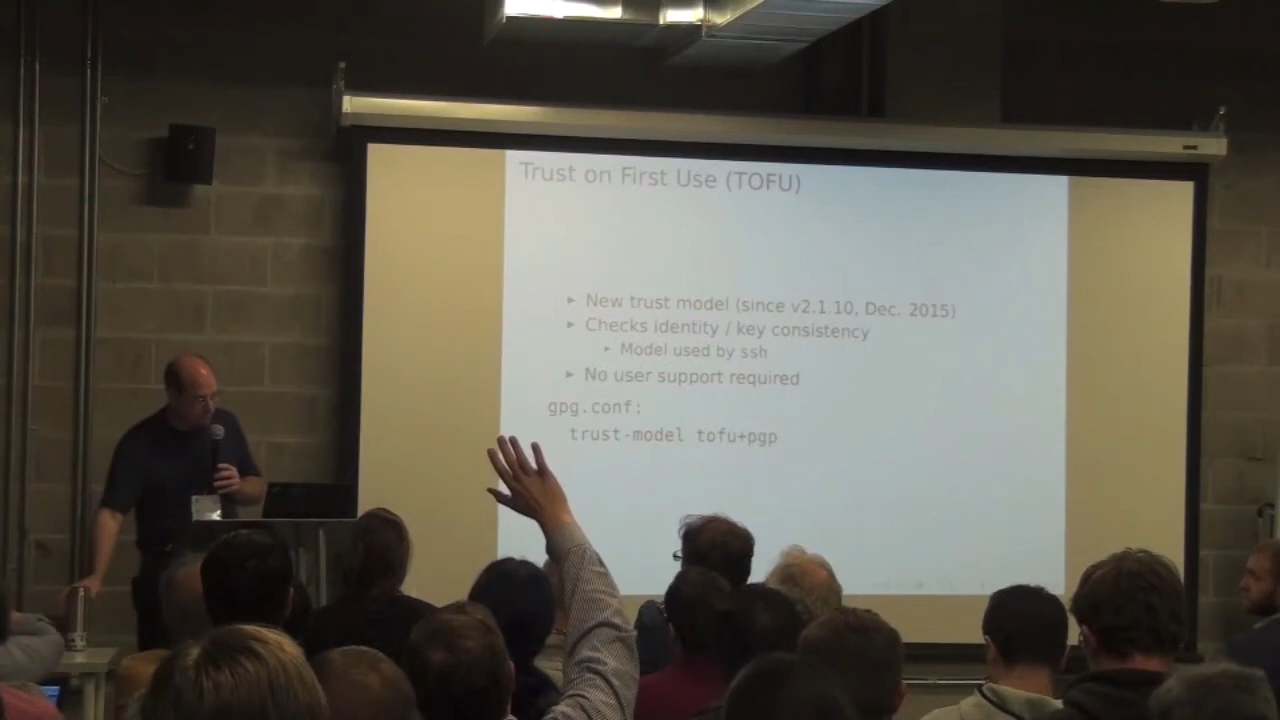 Trust on First Use (TOFU)
▸ New trust model (since v2.1.10, Dec. 2015)
▸ Checks identity / key consistency
▸ Model used by ssh
▸ No user support required
gpg.conf:
trust-model tofu+pgp